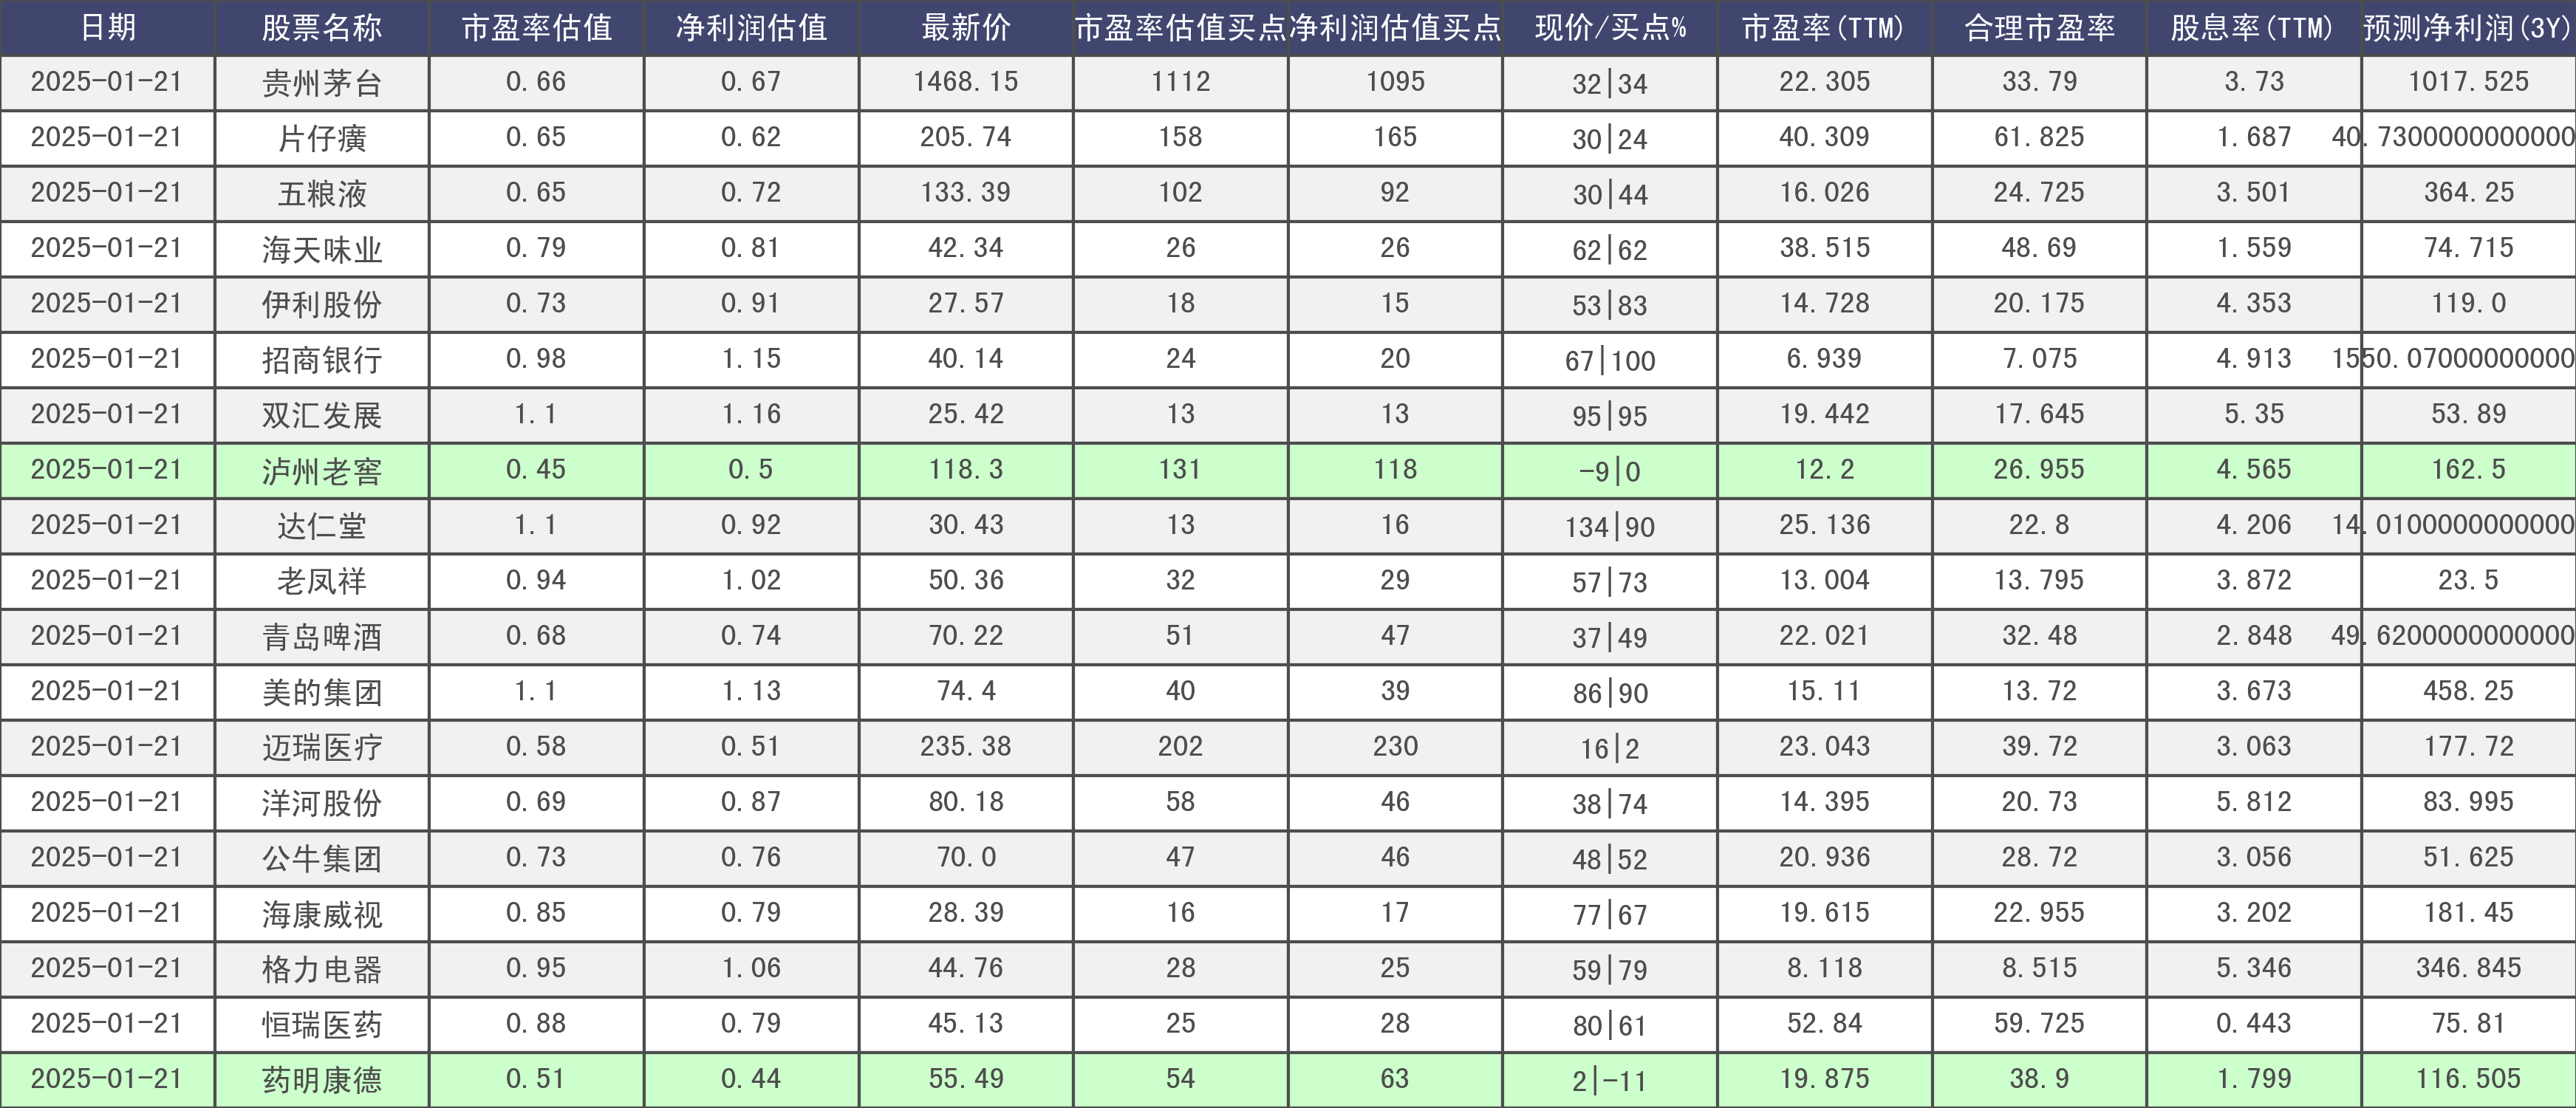 日期 股票名称 市盈率估值 净利润估值 最新价 市盈率估值买点 净利润估值买点 现价/买点% 市盈率(TTM) 合理市盈率 股息率(TTM) 预测净利润(3Y)
2025-01-21 贵州茅台 0.66 0.67 1468.15 1112 1095 32|34 22.305 33.79 3.73 1017.525
2025-01-21 片仔癀 0.65 0.62 205.74 158 165 30|24 40.309 61.825 1.687 40.7300000000000
2025-01-21 五粮液 0.65 0.72 133.39 102 92 30|44 16.026 24.725 3.501 364.25
2025-01-21 海天味业 0.79 0.81 42.34 26 26 62|62 38.515 48.69 1.559 74.715
2025-01-21 伊利股份 0.73 0.91 27.57 18 15 53|83 14.728 20.175 4.353 119.0
2025-01-21 招商银行 0.98 1.15 40.14 24 20 67|100 6.939 7.075 4.913 1550.07000000000
2025-01-21 双汇发展 1.1 1.16 25.42 13 13 95|95 19.442 17.645 5.35 53.89
2025-01-21 泸州老窖 0.45 0.5 118.3 131 118 -9|0 12.2 26.955 4.565 162.5
2025-01-21 达仁堂 1.1 0.92 30.43 13 16 134|90 25.136 22.8 4.206 14.0100000000000
2025-01-21 老凤祥 0.94 1.02 50.36 32 29 57|73 13.004 13.795 3.872 23.5
2025-01-21 青岛啤酒 0.68 0.74 70.22 51 47 37|49 22.021 32.48 2.848 49.6200000000000
2025-01-21 美的集团 1.1 1.13 74.4 40 39 86|90 15.11 13.72 3.673 458.25
2025-01-21 迈瑞医疗 0.58 0.51 235.38 202 230 16|2 23.043 39.72 3.063 177.72
2025-01-21 洋河股份 0.69 0.87 80.18 58 46 38|74 14.395 20.73 5.812 83.995
2025-01-21 公牛集团 0.73 0.76 70.0 47 46 48|52 20.936 28.72 3.056 51.625
2025-01-21 海康威视 0.85 0.79 28.39 16 17 77|67 19.615 22.955 3.202 181.45
2025-01-21 格力电器 0.95 1.06 44.76 28 25 59|79 8.118 8.515 5.346 346.845
2025-01-21 恒瑞医药 0.88 0.79 45.13 25 28 80|61 52.84 59.725 0.443 75.81
2025-01-21 药明康德 0.51 0.44 55.49 54 63 2|-11 19.875 38.9 1.799 116.505